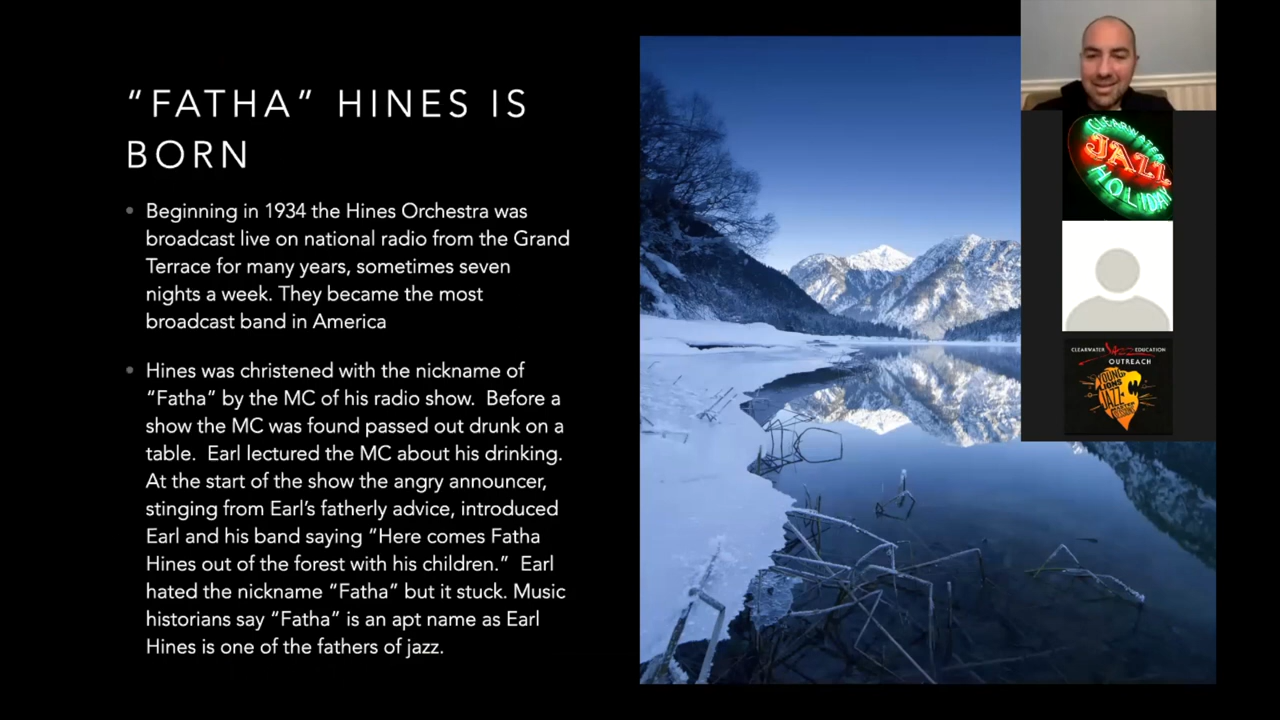 “FATHA” HINES IS
BORN
Beginning in 1934 the Hines Orchestra was
broadcast live on national radio from the Grand
Terrace for many years, sometimes seven
nights a week. They became the most
broadcast band in America
Hines was christened with the nickname of
“Fatha” by the MC of his radio show.  Before a
show the MC was found passed out drunk on a
table.  Earl lectured the MC about his drinking.
At the start of the show the angry announcer,
stinging from Earl’s fatherly advice, introduced
Earl and his band saying “Here comes Fatha
Hines out of the forest with his children.”  Earl
hated the nickname “Fatha” but it stuck. Music
historians say “Fatha” is an apt name as Earl
Hines is one of the fathers of jazz.
CLEARWATER
JAZZ
HOLIDAY
CLEARWATER EDUCATION
OUTREACH
YOUNG
LIONS
JAZZ